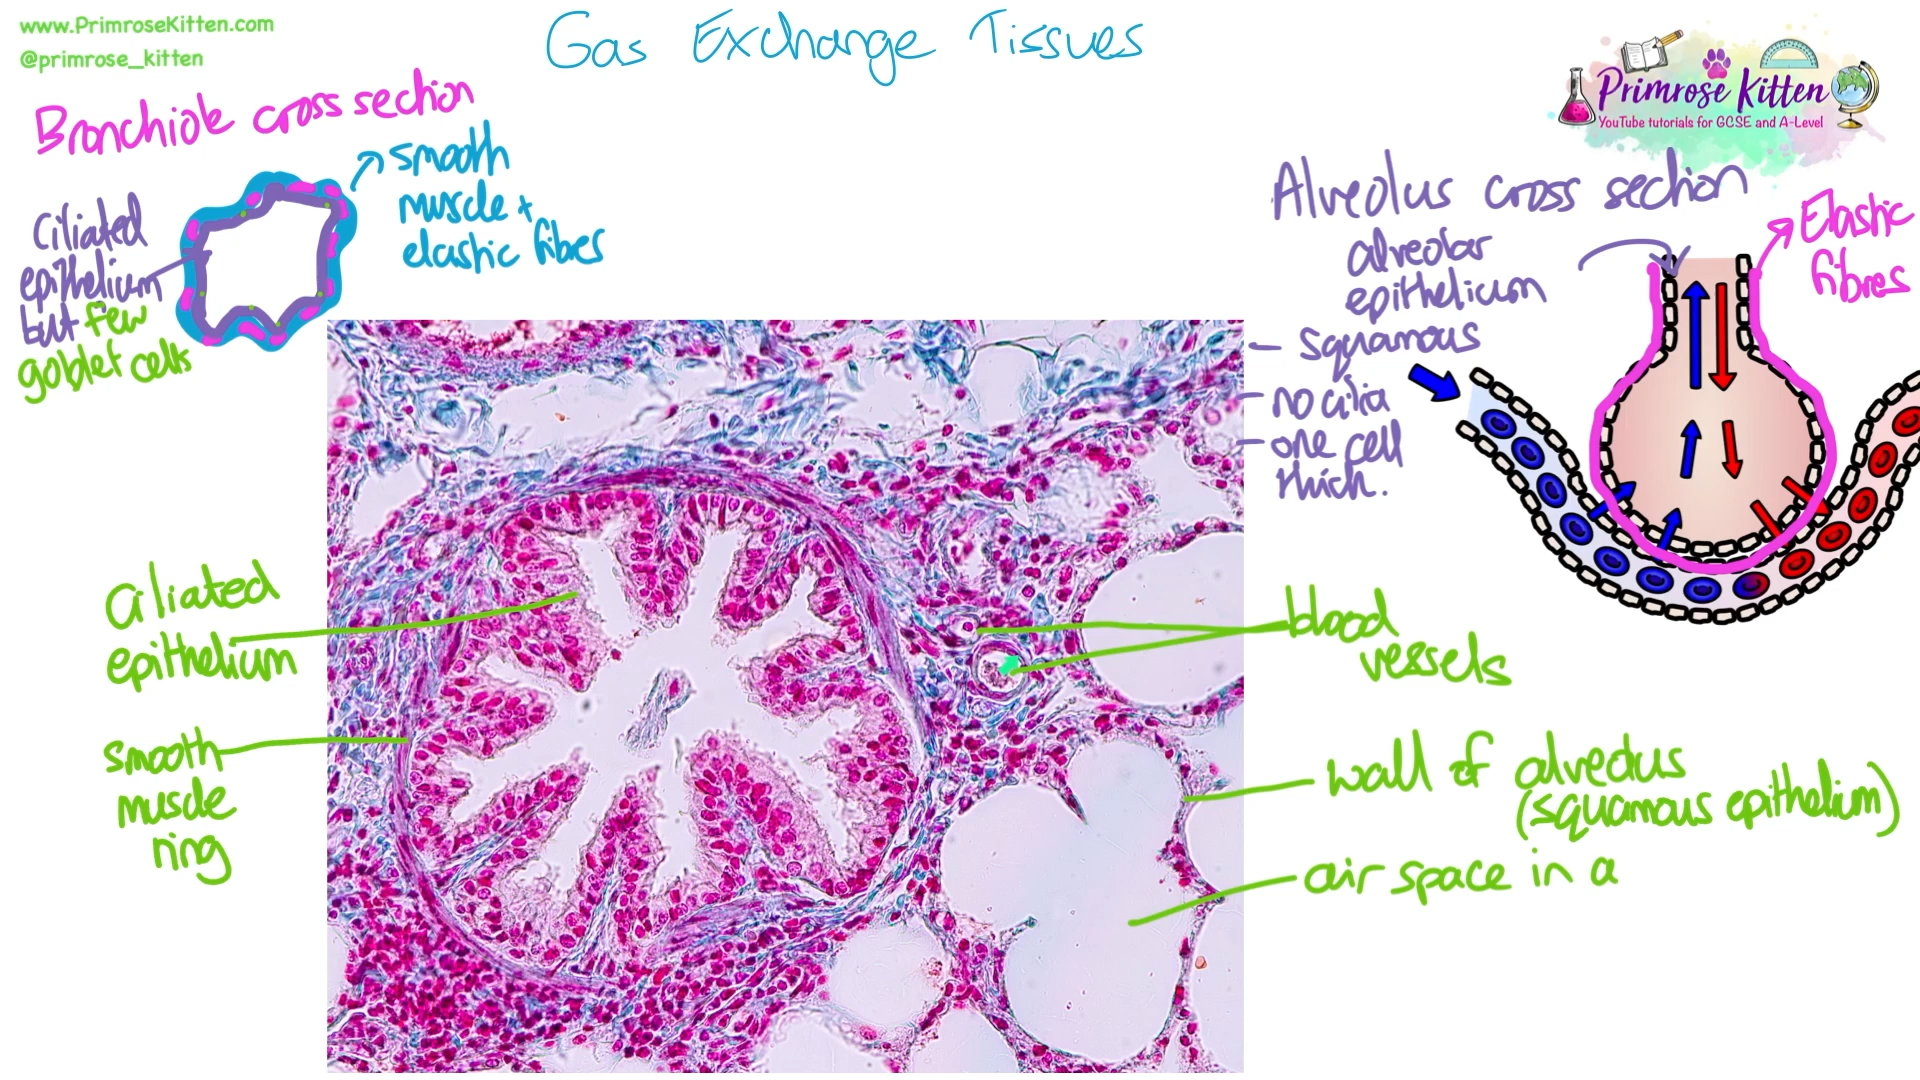 www.PrimroseKitten.com
@primrose_kitten
Gas Exchange Tissues
Primrose Kitten
YouTube tutorials for GCSE and A-Level
Bronchiole cross section
smooth
muscle +
elastic fibres
Ciliated
epithelium
but few
goblet cells
Alveolus cross section
alveolar
epithelium
- squamous
- no cilia
- one cell
thick.
Elastic
fibres
Ciliated
epithelium
smooth
muscle
ring
blood
vessels
wall of alveolus
(squamous epithelium)
air space in a